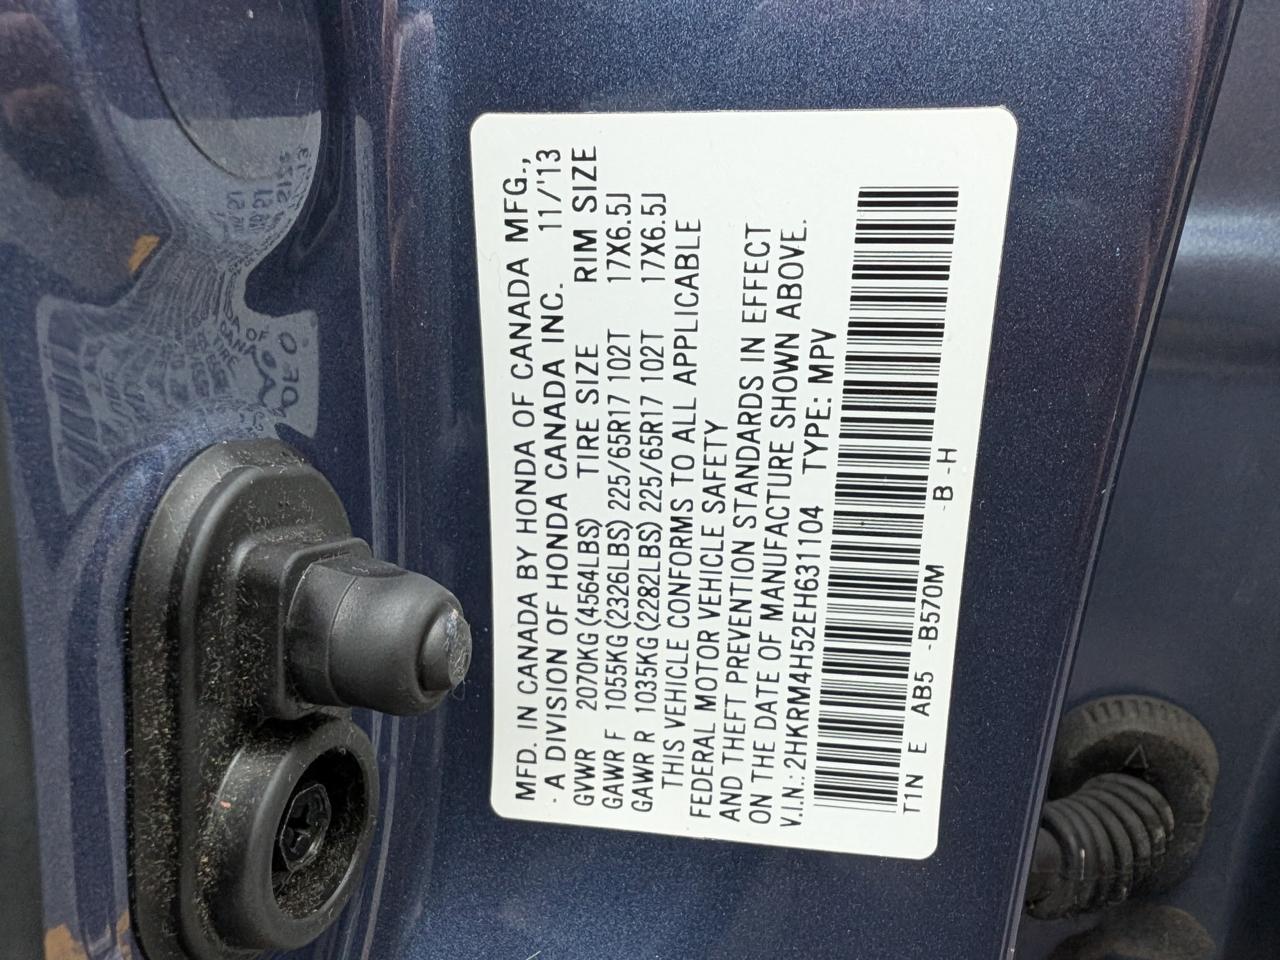 MFD. IN CANADA BY HONDA OF CANADA MFG.,
A DIVISION OF HONDA CANADA INC. 11/'13
GVWR 2070KG (4564LBS) TIRE SIZE RIM SIZE
GAWR F 1055KG (2326LBS) 225/65R17 102T 17X6.5J
GAWR R 1035KG (2282LBS) 225/65R17 102T 17X6.5J
THIS VEHICLE CONFORMS TO ALL APPLICABLE
FEDERAL MOTOR VEHICLE SAFETY
AND THEFT PREVENTION STANDARDS IN EFFECT
ON THE DATE OF MANUFACTURE SHOWN ABOVE.
V.I.N.: 2HKRM4H52EH631104 TYPE: MPV
T1N E AB5 -B570M -B -H